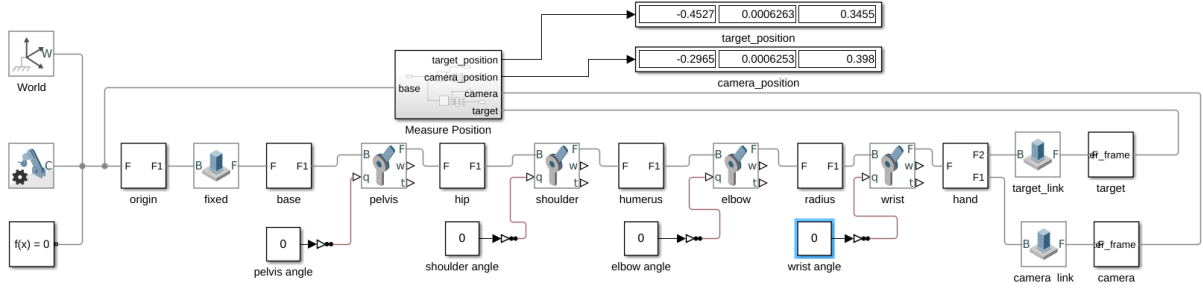 -0.4527 0.0006263 0.3455
target_position
-0.2965 0.0006253 0.398
camera_position
W
World
base
target_position
camera_position
camera
target
Measure Position
C
F F1
origin
B F
fixed
F F1
base
B F
q w
t
pelvis
F F1
hip
B F
q w
t
shoulder
F F1
humerus
B F
q w
t
elbow
F F1
radius
B F
q w
t
wrist
F F2
F1
hand
B F
target_link
er_frame
target
f(x) = 0
0
pelvis angle
0
shoulder angle
0
elbow angle
0
wrist angle
B F
camera_link
camera